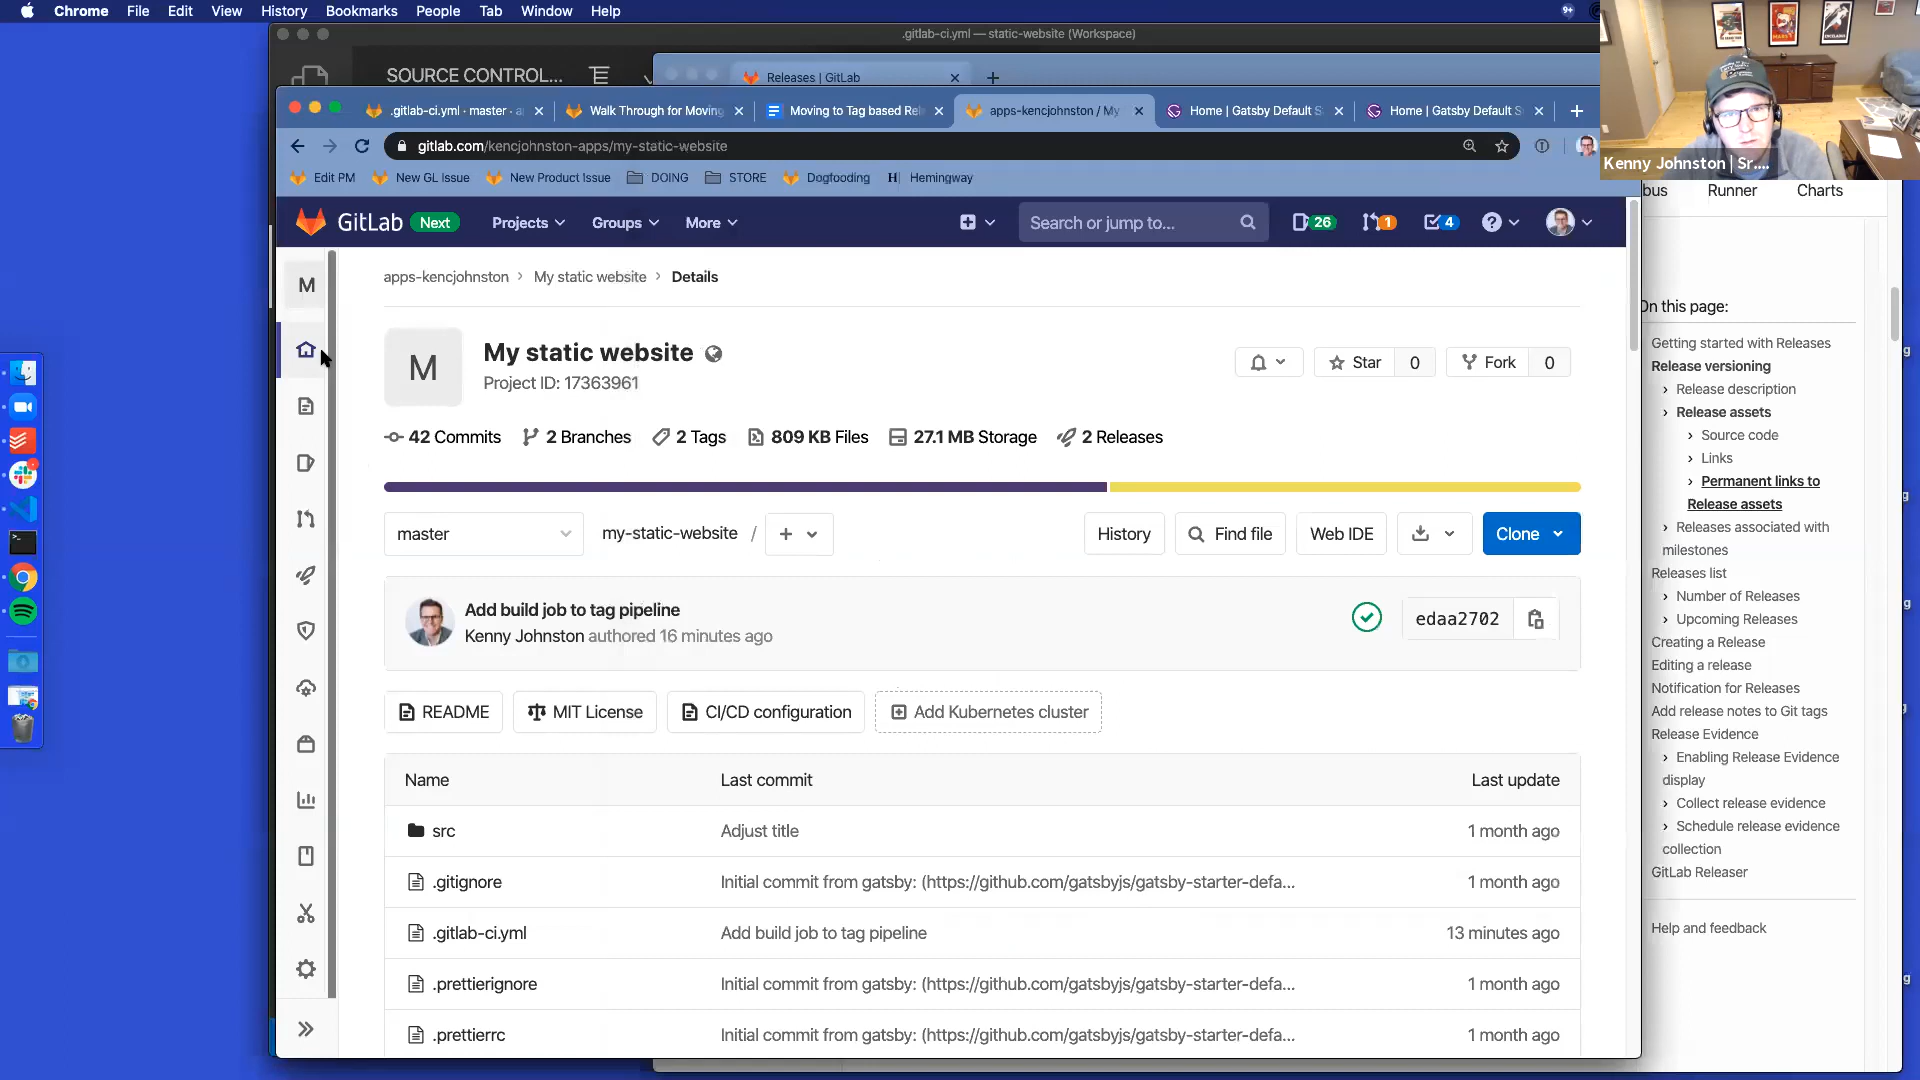 Chrome File Edit View History Bookmarks People Tab Window Help
.gitlab-ci.yml — static-website (Workspace)
SOURCE CONTROL...
Releases | GitLab
.gitlab-ci.yml · master · a
Walk Through for Moving
Moving to Tag based Rel
apps-kencjohnston / My
Home | Gatsby Default S
Home | Gatsby Default S
gitlab.com/kencjohnston-apps/my-static-website
Edit PM
New GL Issue
New Product Issue
DOING
STORE
Dogfooding
Hemingway
Kenny Johnston | Sr....
bus
Runner
Charts
GitLab Next
Projects
Groups
More
Search or jump to...
26
1
4
M
apps-kencjohnston > My static website > Details
M
My static website
Project ID: 17363961
Star 0
Fork 0
42 Commits 2 Branches 2 Tags 809 KB Files 27.1 MB Storage 2 Releases
master
my-static-website /
History
Find file
Web IDE
Clone
Add build job to tag pipeline
Kenny Johnston authored 16 minutes ago
edaa2702
README
MIT License
CI/CD configuration
Add Kubernetes cluster
Name Last commit Last update
src Adjust title 1 month ago
.gitignore Initial commit from gatsby: (https://github.com/gatsbyjs/gatsby-starter-defa... 1 month ago
.gitlab-ci.yml Add build job to tag pipeline 13 minutes ago
.prettierignore Initial commit from gatsby: (https://github.com/gatsbyjs/gatsby-starter-defa... 1 month ago
.prettierrc Initial commit from gatsby: (https://github.com/gatsbyjs/gatsby-starter-defa... 1 month ago
On this page:
Getting started with Releases
Release versioning
Release description
Release assets
Source code
Links
Permanent links to
Release assets
Releases associated with
milestones
Releases list
Number of Releases
Upcoming Releases
Creating a Release
Editing a release
Notification for Releases
Add release notes to Git tags
Release Evidence
Enabling Release Evidence
display
Collect release evidence
Schedule release evidence
collection
GitLab Releaser
Help and feedback